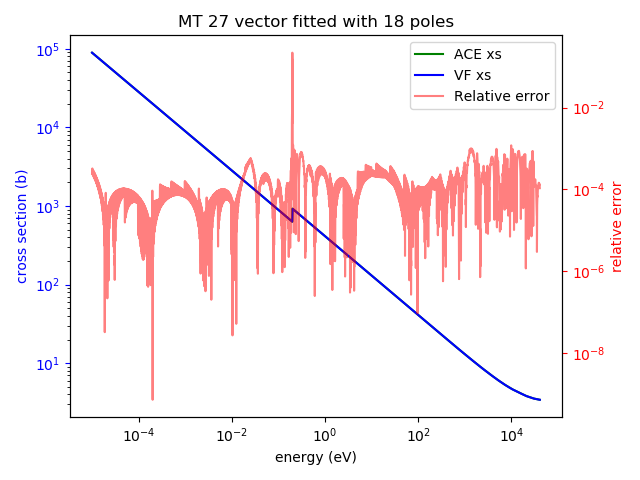 MT 27 vector fitted with 18 poles
ACE xs
VF xs
Relative error
cross section (b)
10^5
10^4
10^3
10^2
10^1
relative error
10^-2
10^-4
10^-6
10^-8
10^-4 10^-2 10^0 10^2 10^4
energy (eV)